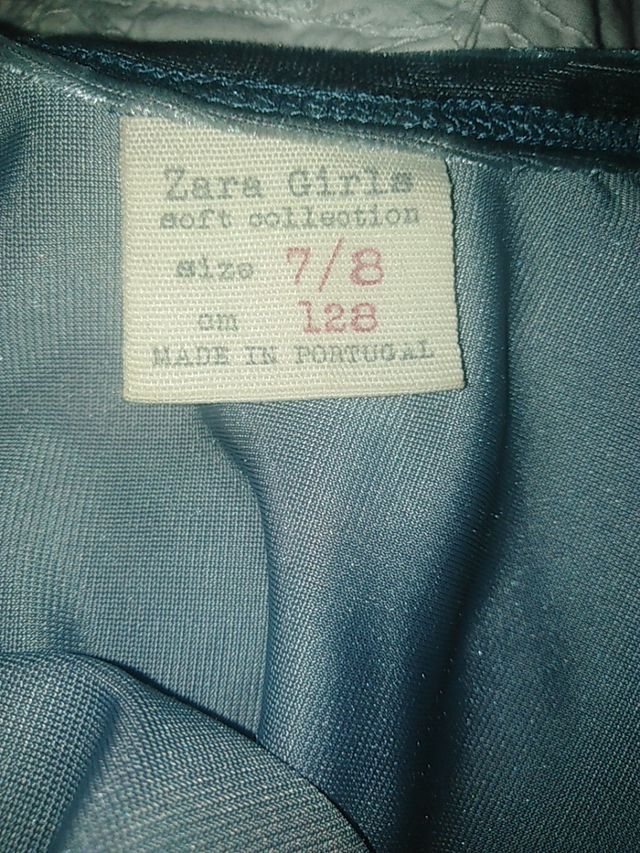 Zara Girls
soft collection
size 7/8
cm 128
MADE IN PORTUGAL